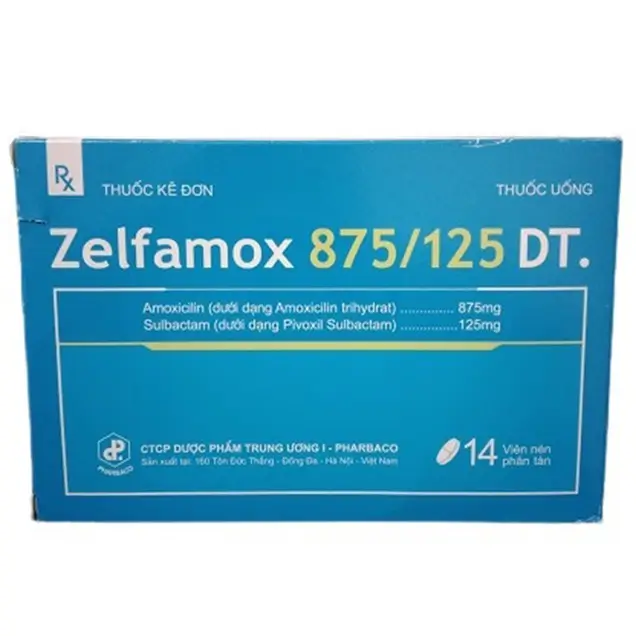 Rx
THUỐC KÊ ĐƠN
THUỐC UỐNG
Zelfamox 875/125 DT.
Amoxicilin (dưới dạng Amoxicilin trihydrat) .............. 875mg
Sulbactam (dưới dạng Pivoxil Sulbactam) ............... 125mg
PHARBACO
CTCP DƯỢC PHẨM TRUNG ƯƠNG I - PHARBACO
Sản xuất tại: 160 Tôn Đức Thắng - Đống Đa - Hà Nội - Việt Nam
14 Viên nén
phân tán